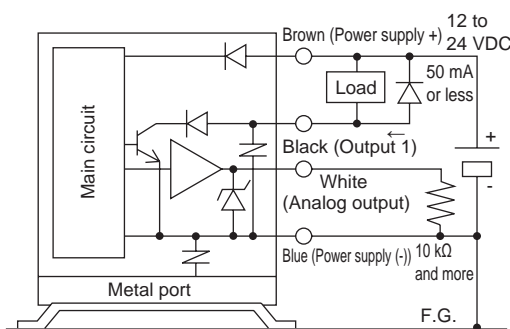 Brown (Power supply +)
12 to
24 VDC
Load
50 mA
or less
Main circuit
Black (Output 1)
←
+
-
White
(Analog output)
Blue (Power supply (-))
10 kΩ
and more
Metal port
F.G.